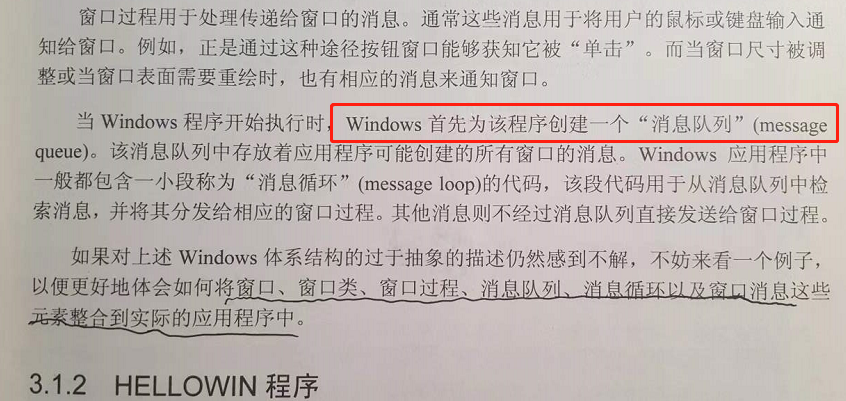 窗口过程用于处理传递给窗口的消息。通常这些消息用于将用户的鼠标或键盘输入通
知给窗口。例如，正是通过这种途径按钮窗口能够获知它被“单击”。而当窗口尺寸被调
整或当窗口表面需要重绘时，也有相应的消息来通知窗口。
当 Windows 程序开始执行时，Windows 首先为该程序创建一个“消息队列”(message
queue)。该消息队列中存放着应用程序可能创建的所有窗口的消息。Windows 应用程序中
一般都包含一小段称为“消息循环”(message loop)的代码，该段代码用于从消息队列中检
索消息，并将其分发给相应的窗口过程。其他消息则不经过消息队列直接发送给窗口过程。
如果对上述 Windows 体系结构的过于抽象的描述仍然感到不解，不妨来看一个例子，
以便更好地体会如何将窗口、窗口类、窗口过程、消息队列、消息循环以及窗口消息这些
元素整合到实际的应用程序中。
3.1.2 HELLOWIN 程序